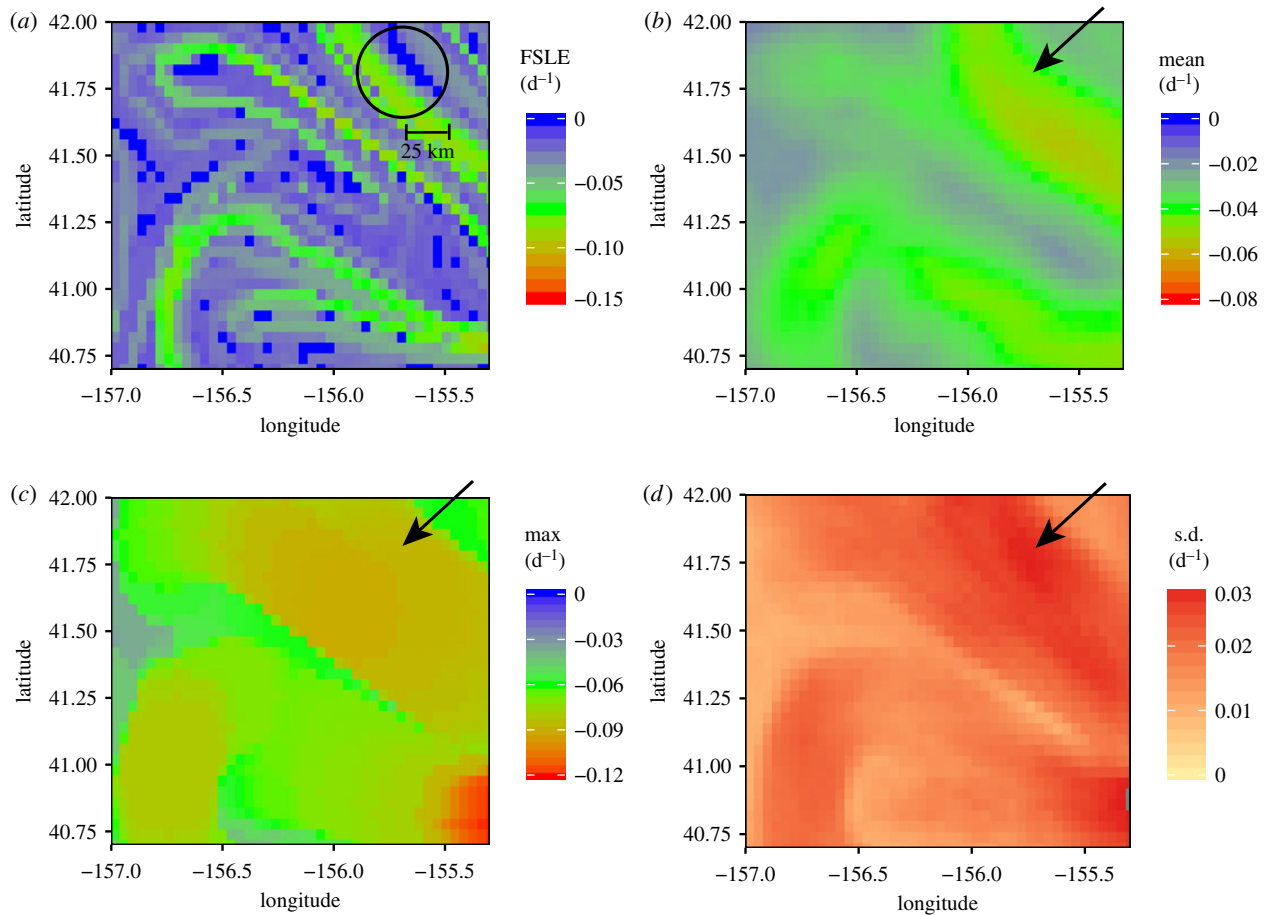 (a)
42.00
41.75
41.50
41.25
41.00
40.75
latitude
−157.0 −156.5 −156.0 −155.5
longitude
25 km
FSLE
(d−1)
0
−0.05
−0.10
−0.15
(b)
42.00
41.75
41.50
41.25
41.00
40.75
latitude
−157.0 −156.5 −156.0 −155.5
longitude
mean
(d−1)
0
−0.02
−0.04
−0.06
−0.08
(c)
42.00
41.75
41.50
41.25
41.00
40.75
latitude
−157.0 −156.5 −156.0 −155.5
longitude
max
(d−1)
0
−0.03
−0.06
−0.09
−0.12
(d)
42.00
41.75
41.50
41.25
41.00
40.75
latitude
−157.0 −156.5 −156.0 −155.5
longitude
s.d.
(d−1)
0.03
0.02
0.01
0